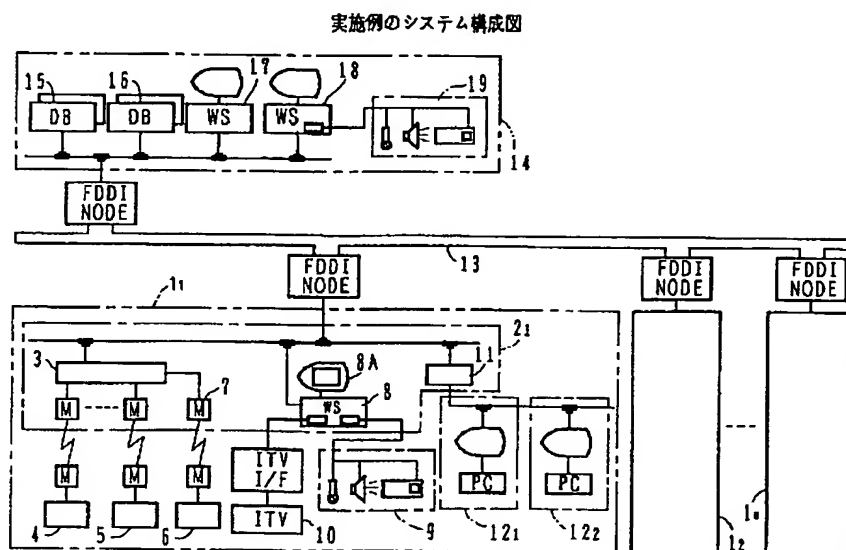 実施例のシステム構成図
15 16 17 18 19
DB DB WS WS
14
FDDI
NODE
13
FDDI
NODE
FDDI
NODE
FDDI
NODE
1₁
2₁
3 7 8A 11
8
WS
M M M
ITV
I/F
M M M
PC PC
4 5 6
ITV 10 9 12₁ 12₂
1₂ 1ₙ